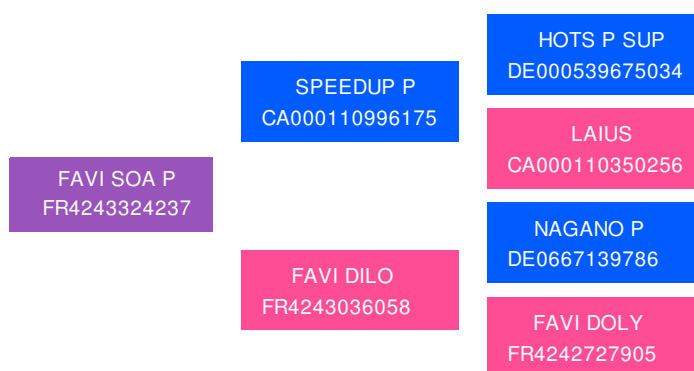 HOTS P SUP
DE000539675034
SPEEDUP P
CA000110996175
LAIUS
CA000110350256
FAVI SOA P
FR4243324237
NAGANO P
DE0667139786
FAVI DILO
FR4243036058
FAVI DOLY
FR4242727905